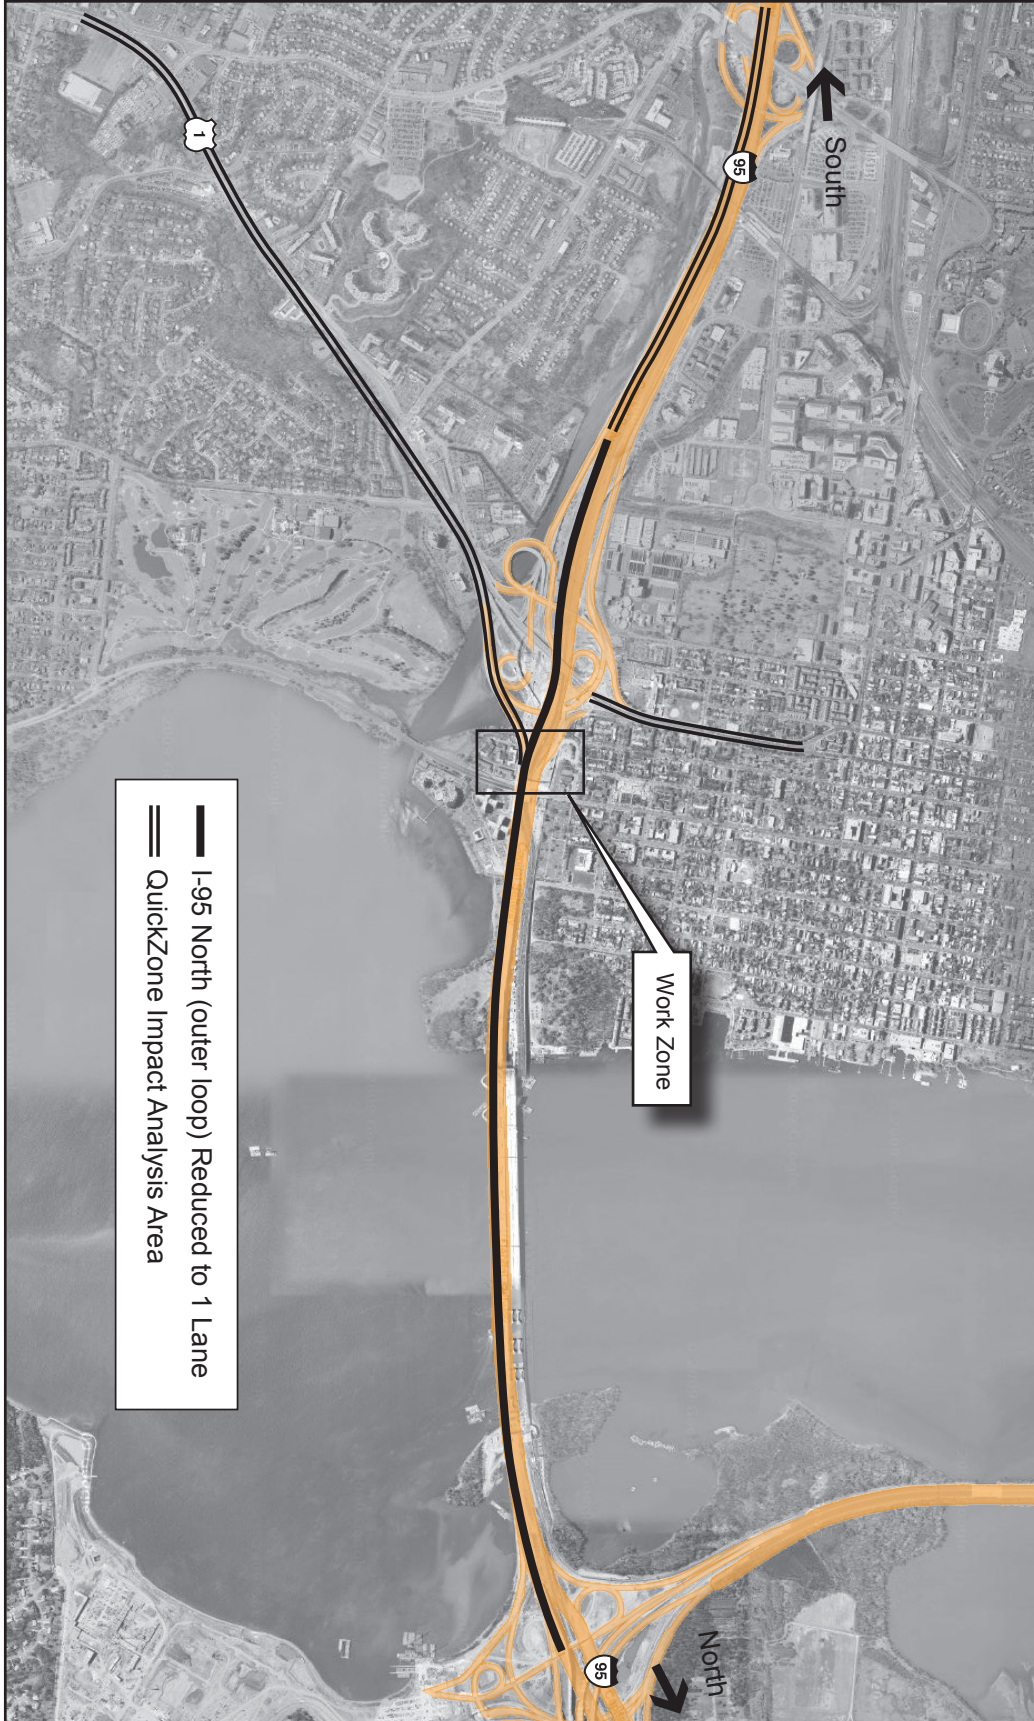 South
95
1
Work Zone
I-95 North (outer loop) Reduced to 1 Lane
QuickZone Impact Analysis Area
95
North